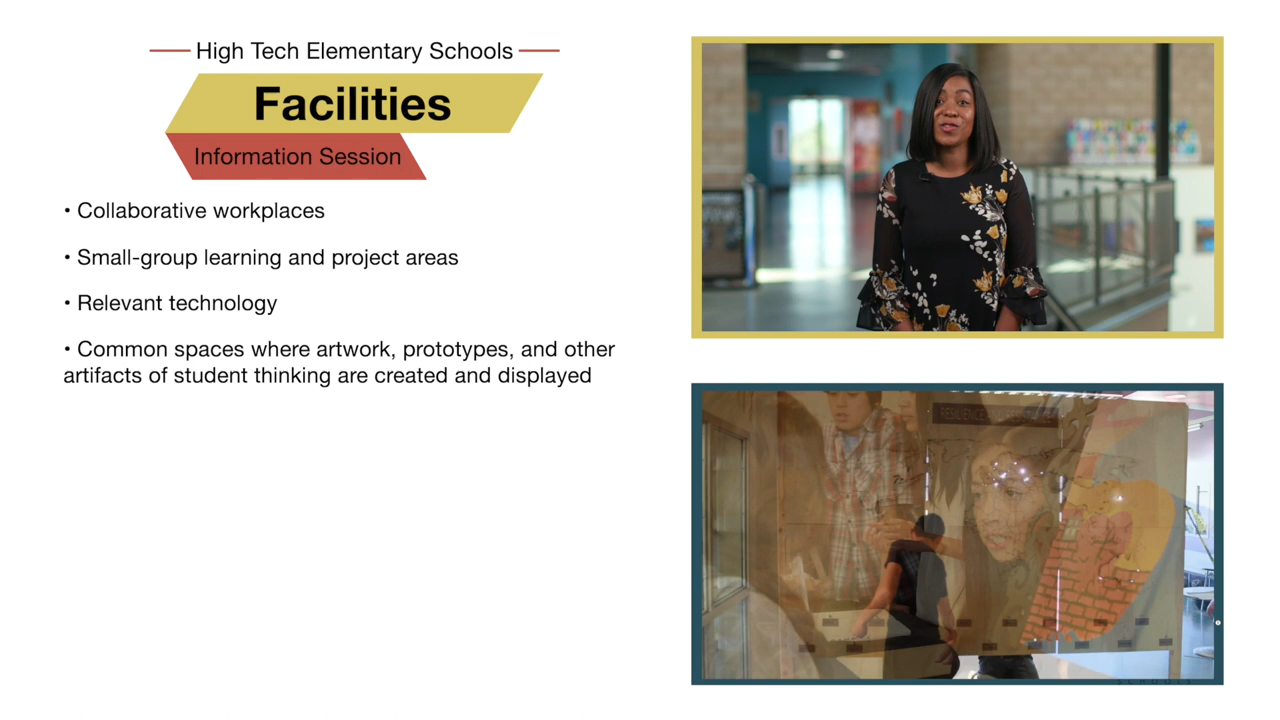 High Tech Elementary Schools
Facilities
Information Session
• Collaborative workplaces
• Small-group learning and project areas
• Relevant technology
• Common spaces where artwork, prototypes, and other
artifacts of student thinking are created and displayed